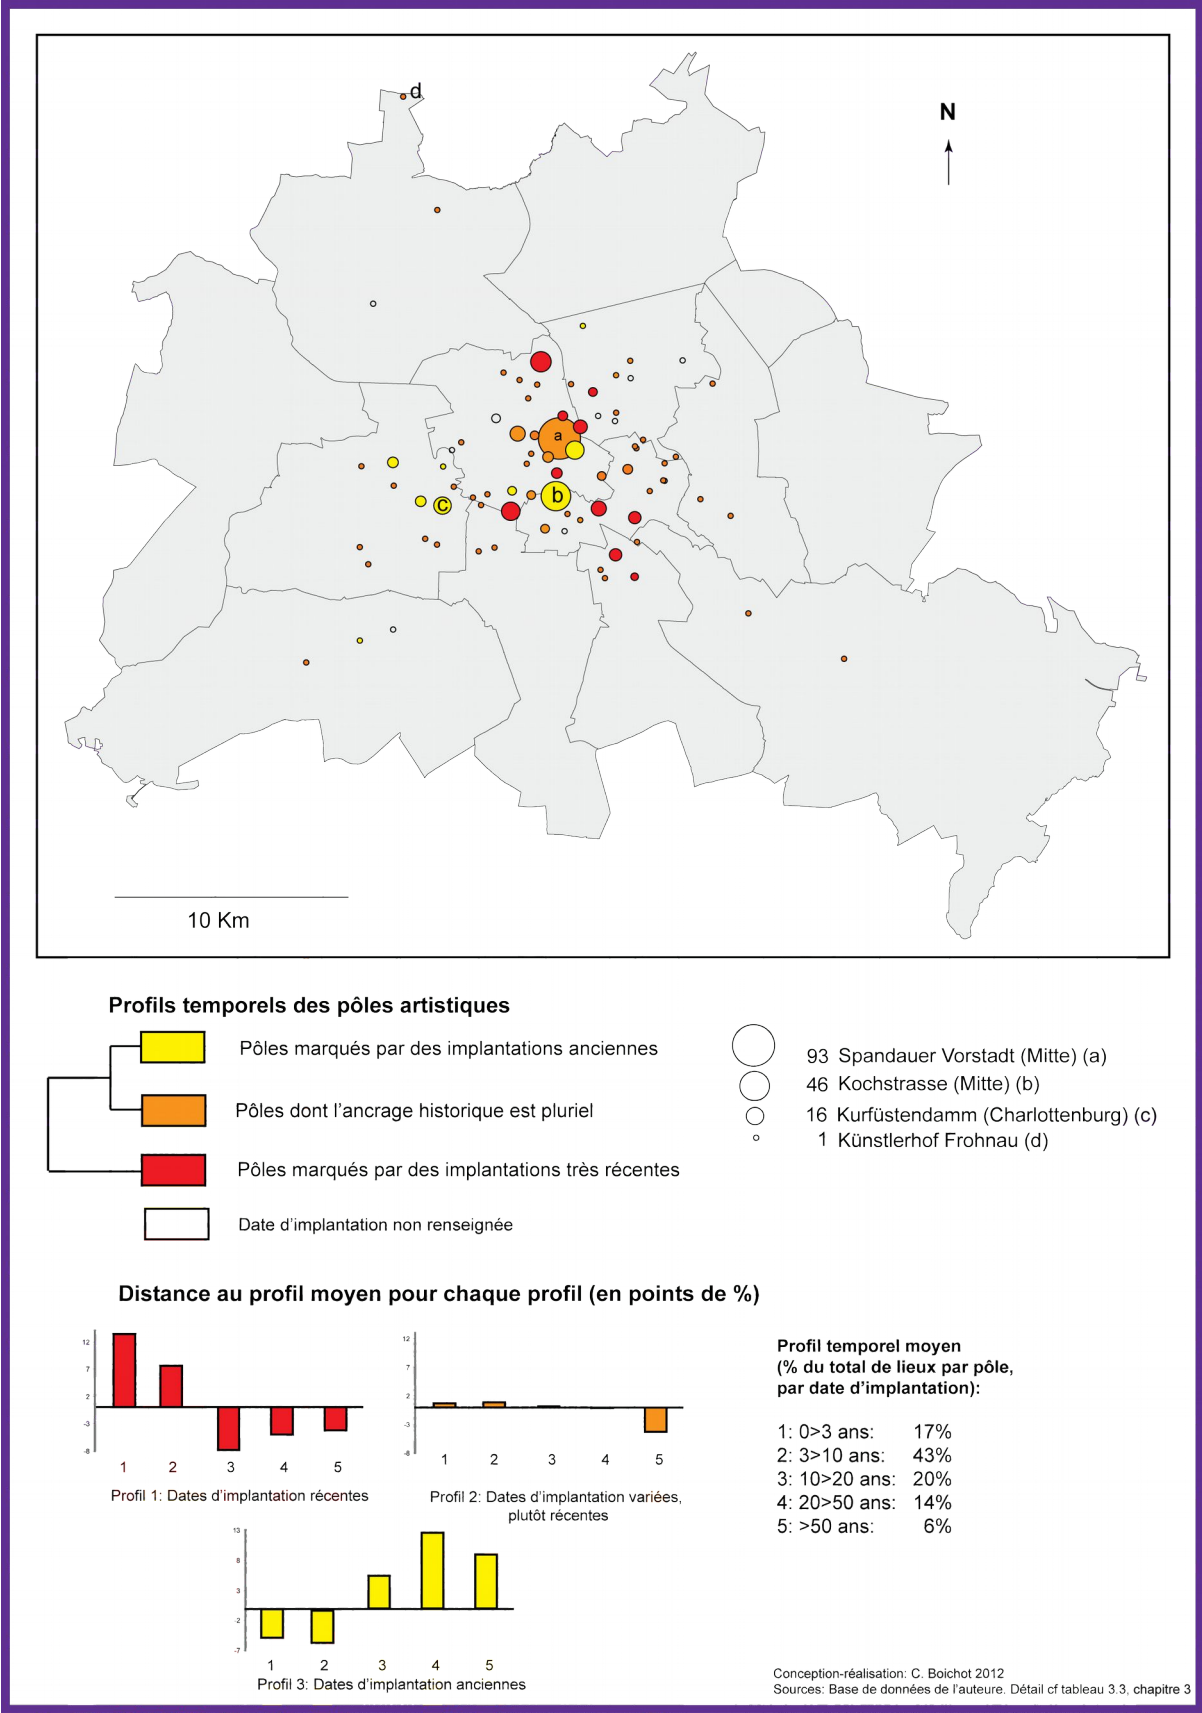 d
N
a
b
c
10 Km
Profils temporels des pôles artistiques
Pôles marqués par des implantations anciennes
Pôles dont l'ancrage historique est pluriel
Pôles marqués par des implantations très récentes
Date d'implantation non renseignée
93 Spandauer Vorstadt (Mitte) (a)
46 Kochstrasse (Mitte) (b)
16 Kurfüstendamm (Charlottenburg) (c)
1 Künstlerhof Frohnau (d)
Distance au profil moyen pour chaque profil (en points de %)
12
7
2
-3
-8
1 2 3 4 5
Profil 1: Dates d'implantation récentes
12
7
2
-3
-8
1 2 3 4 5
Profil 2: Dates d'implantation variées,
plutôt récentes
13
8
3
-2
-7
1 2 3 4 5
Profil 3: Dates d'implantation anciennes
Profil temporel moyen
(% du total de lieux par pôle,
par date d'implantation):
1: 0>3 ans: 17%
2: 3>10 ans: 43%
3: 10>20 ans: 20%
4: 20>50 ans: 14%
5: >50 ans: 6%
Conception-réalisation: C. Boichot 2012
Sources: Base de données de l'auteure. Détail cf tableau 3.3, chapitre 3